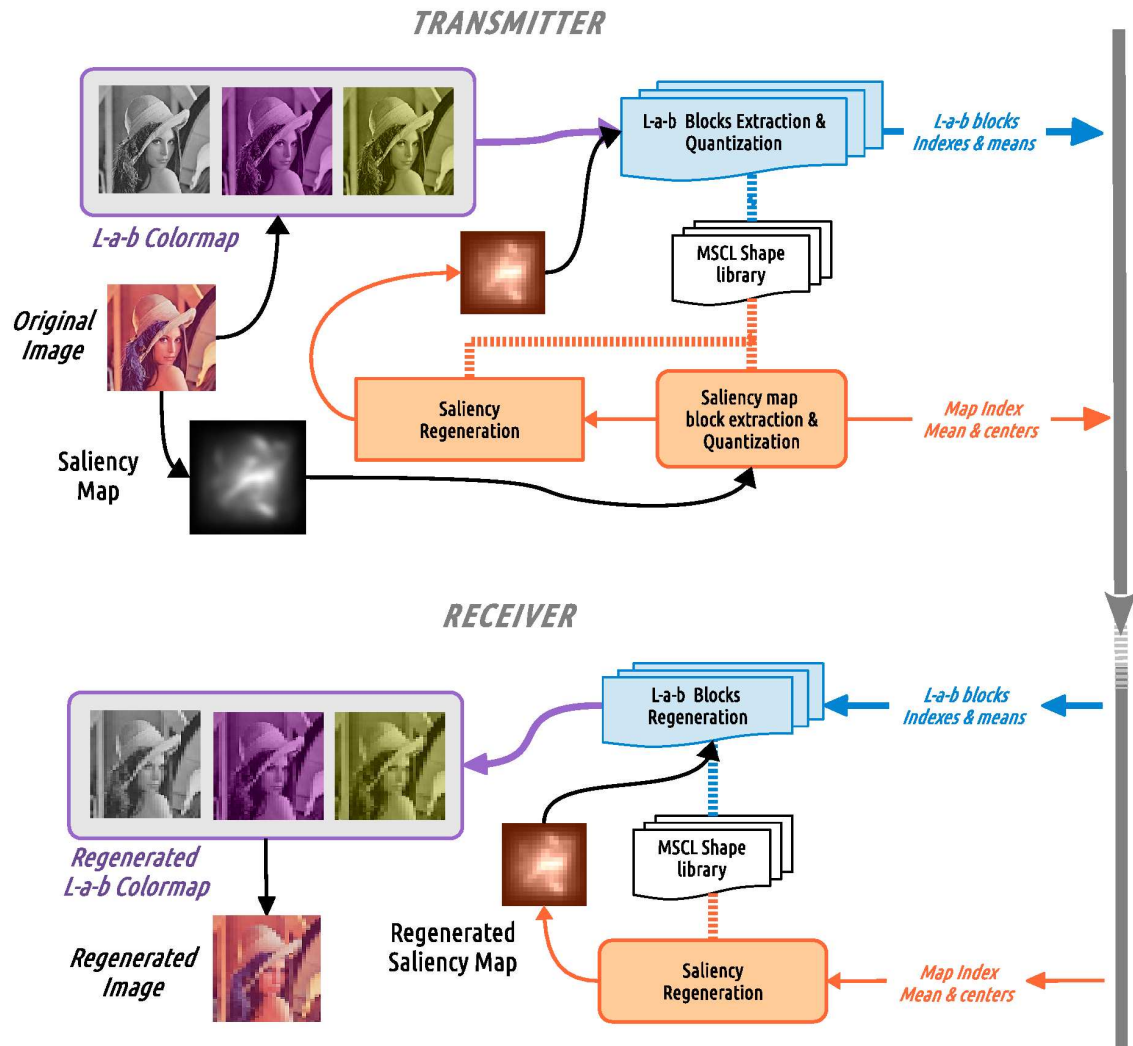 TRANSMITTER
L-a-b Blocks Extraction &
Quantization
L-a-b blocks
Indexes & means
L-a-b Colormap
MSCL Shape
library
Original
Image
Saliency
Regeneration
Saliency map
block extraction &
Quantization
Map Index
Mean & centers
Saliency
Map
RECEIVER
L-a-b Blocks
Regeneration
L-a-b blocks
Indexes & means
MSCL Shape
library
Regenerated
L-a-b Colormap
Regenerated
Saliency Map
Regenerated
Image
Saliency
Regeneration
Map Index
Mean & centers